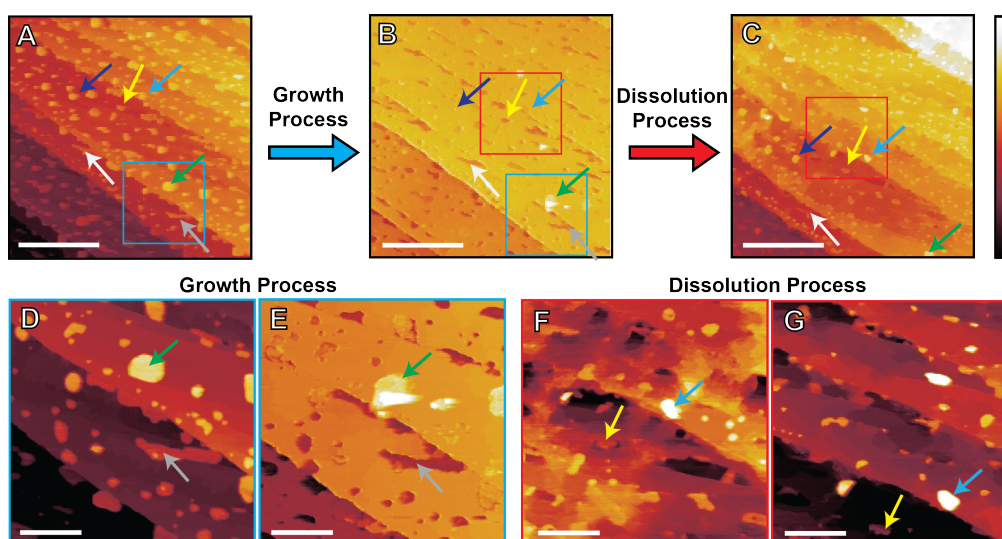 A
B
C
Growth
Process
Dissolution
Process
Growth Process
Dissolution Process
D
E
F
G